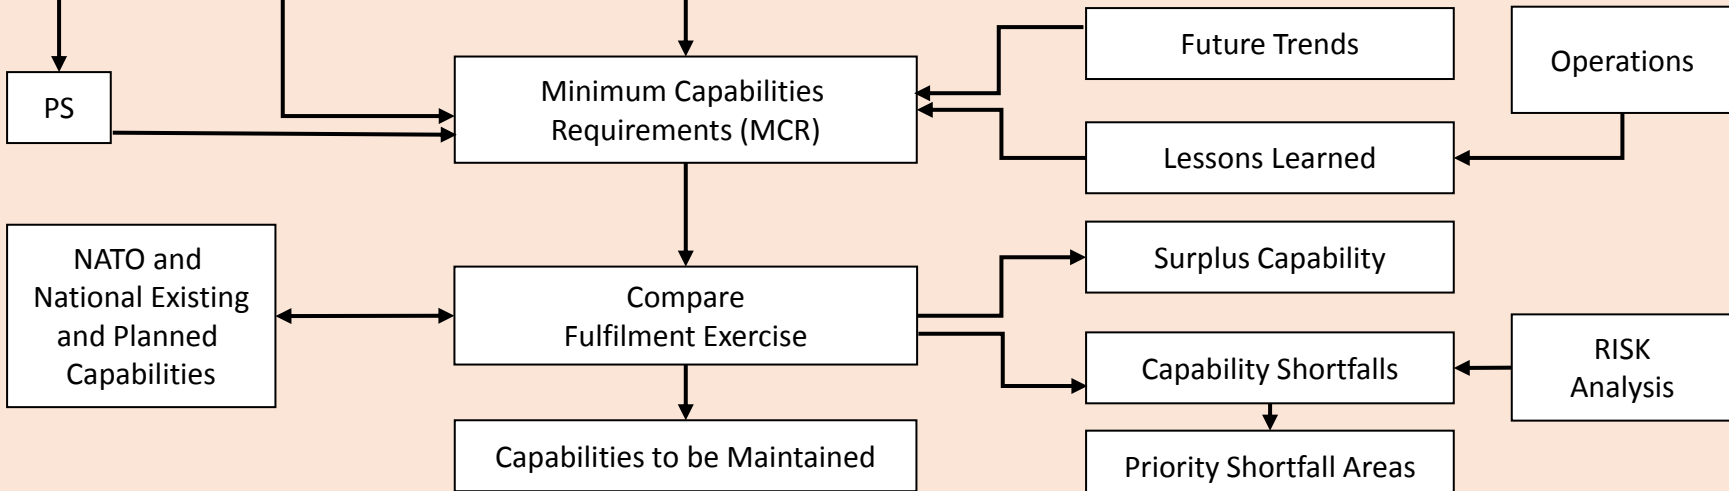 Future Trends
Operations
PS
Minimum Capabilities
Requirements (MCR)
Lessons Learned
NATO and
National Existing
and Planned
Capabilities
Compare
Fulfilment Exercise
Surplus Capability
Capability Shortfalls
RISK
Analysis
Capabilities to be Maintained
Priority Shortfall Areas